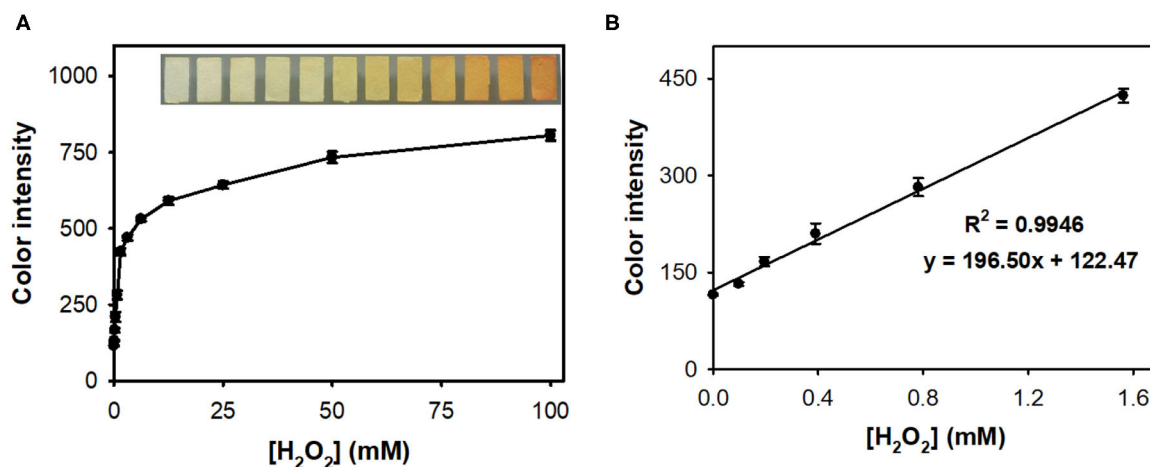 A
1000
750
500
250
0
Color intensity
0 25 50 75 100
[H₂O₂] (mM)
B
450
300
150
0
Color intensity
R² = 0.9946
y = 196.50x + 122.47
0.0 0.4 0.8 1.2 1.6
[H₂O₂] (mM)